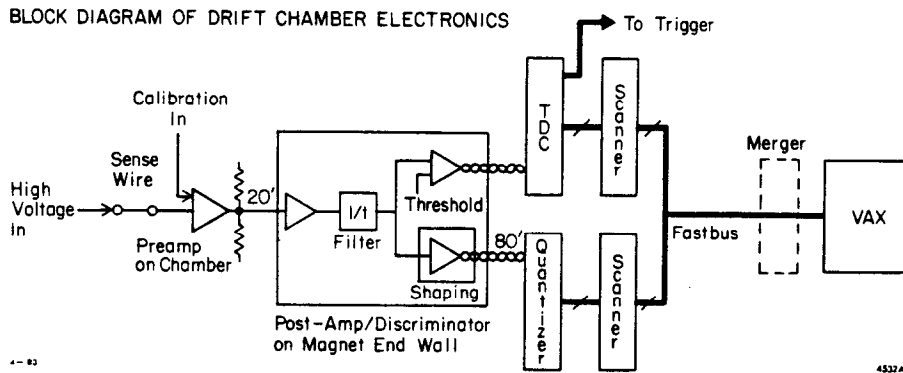 BLOCK DIAGRAM OF DRIFT CHAMBER ELECTRONICS
To Trigger
Calibration
In
Sense
Wire
High
Voltage
In
Preamp
on Chamber
20'
1/t
Filter
Threshold
Shaping
80'
Post-Amp/Discriminator
on Magnet End Wall
TDC
Scanner
Quantizer
Scanner
Fastbus
Merger
VAX
4-83
4532A